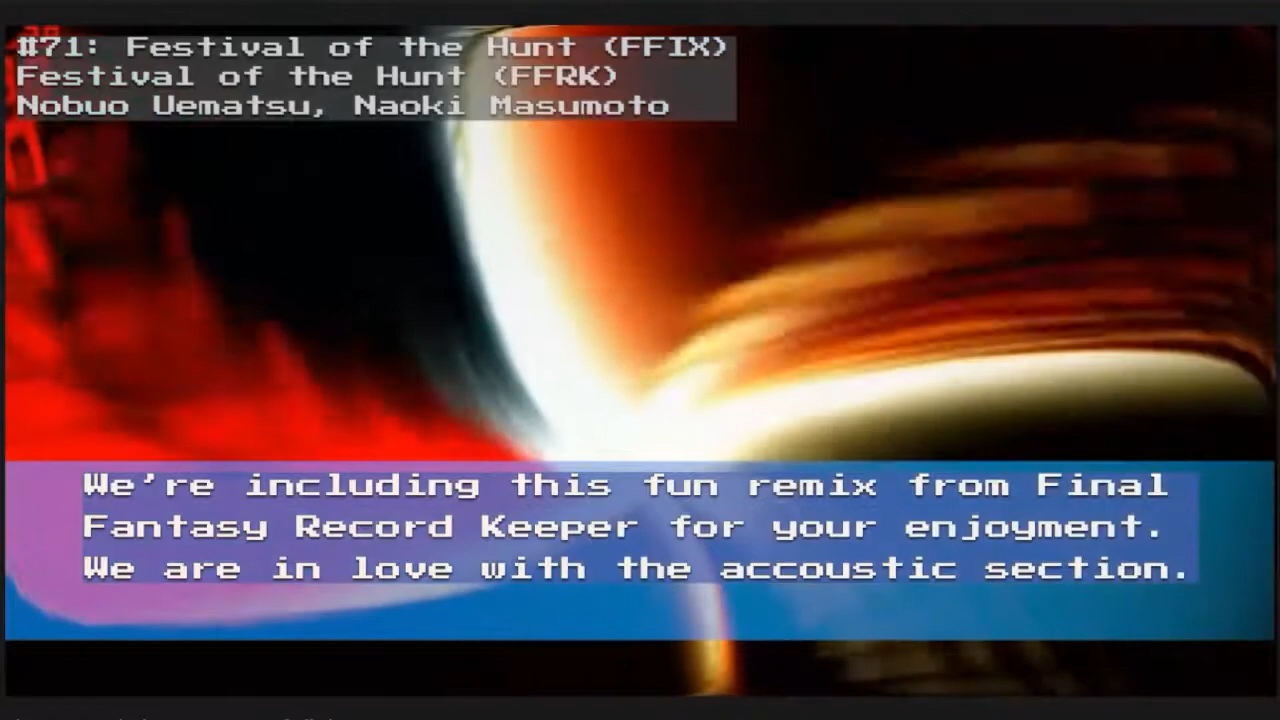 #71: Festival of the Hunt (FFIX)
Festival of the Hunt (FFRK)
Nobuo Uematsu, Naoki Masumoto
We're including this fun remix from Final
Fantasy Record Keeper for your enjoyment.
We are in love with the accoustic section.